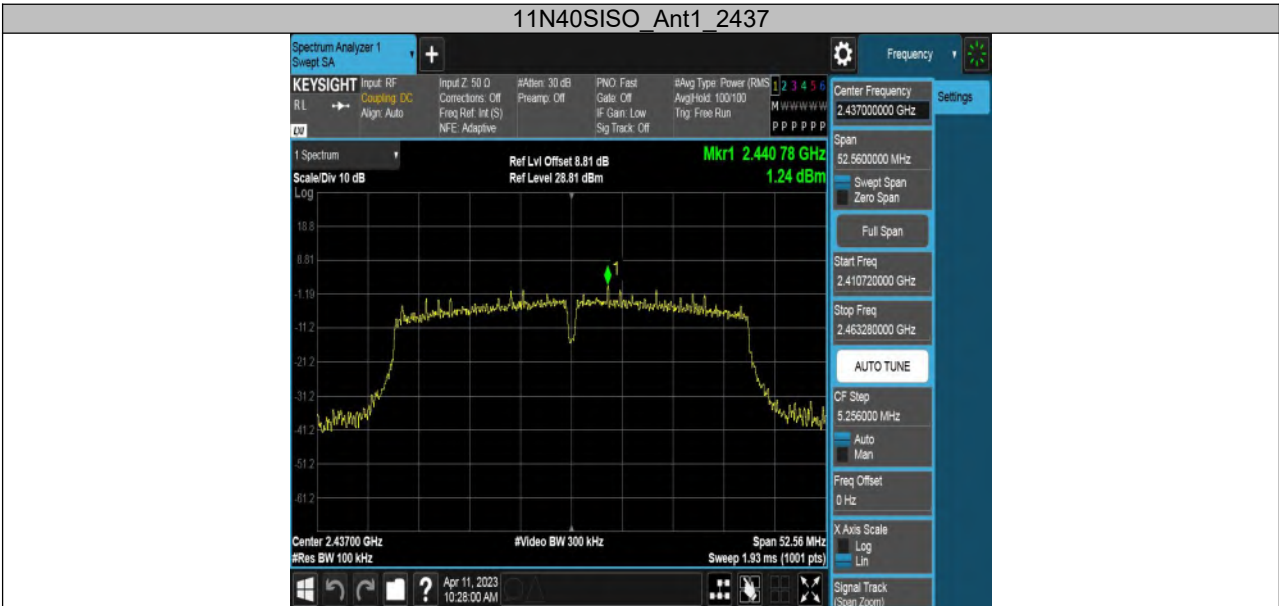 11N40SISO_Ant1_2437
Spectrum Analyzer 1
Swept SA
Frequency
KEYSIGHT
Input: RF
Input Z: 50 Ω
#Atten: 30 dB
PNO: Fast
#Avg Type: Power (RMS
1 2 3 4 5 6
RL
Coupling: DC
Corrections: Off
Preamp: Off
Gate: Off
Avg|Hold: 100/100
M W W W W W
Align: Auto
Freq Ref: Int (S)
IF Gain: Low
Trig: Free Run
NFE: Adaptive
Sig Track: Off
P P P P P P
1 Spectrum
Ref Lvl Offset 8.81 dB
Mkr1 2.440 78 GHz
Scale/Div 10 dB
Ref Level 28.81 dBm
1.24 dBm
Log
18.8
8.81
-1.19
-11.2
-21.2
-31.2
-41.2
-51.2
-61.2
1
Center 2.43700 GHz
#Video BW 300 kHz
Span 52.56 MHz
#Res BW 100 kHz
Sweep 1.93 ms (1001 pts)
Apr 11, 2023
10:28:00 AM
Center Frequency
2.437000000 GHz
Settings
Span
52.5600000 MHz
Swept Span
Zero Span
Full Span
Start Freq
2.410720000 GHz
Stop Freq
2.463280000 GHz
AUTO TUNE
CF Step
5.256000 MHz
Auto
Man
Freq Offset
0 Hz
X Axis Scale
Log
Lin
Signal Track
(Span Zoom)